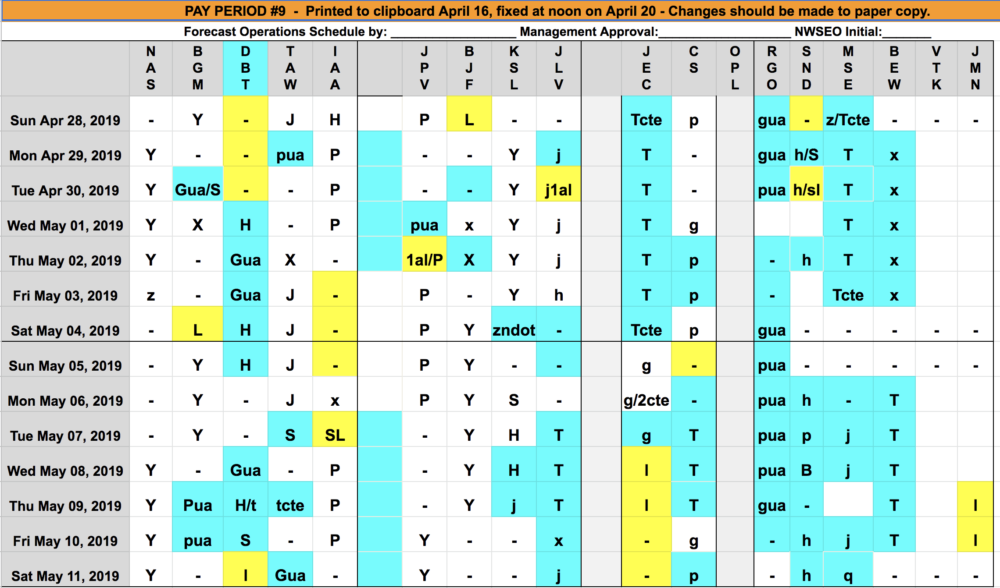 PAY PERIOD #9 - Printed to clipboard April 16, fixed at noon on April 20 - Changes should be made to paper copy.
Forecast Operations Schedule by: _________________ Management Approval:__________________ NWSEO Initial:_______
NAS BGM DBT TAW IAA JPV BJF KSL JLV JEC CS OPL RGO SND MSE BEW VTK JMN
Sun Apr 28, 2019 - Y - J H P L - - Tcte p gua - z/Tcte - - -
Mon Apr 29, 2019 Y - - pua P - - Y j T - gua h/S T x
Tue Apr 30, 2019 Y Gua/S - - P - - Y j1al T - pua h/sl T x
Wed May 01, 2019 Y X H - P pua x Y j T g T x
Thu May 02, 2019 Y - Gua X - 1al/P X Y j T p - h T x
Fri May 03, 2019 z - Gua J - P - Y h T p - Tcte x
Sat May 04, 2019 - L H J - P Y zndot - Tcte p gua - - - - -
Sun May 05, 2019 - Y H J - P Y - - g - pua - - - - -
Mon May 06, 2019 - Y - J x P Y S - g/2cte - pua h - T
Tue May 07, 2019 - Y - S SL - Y H T g T pua p j T
Wed May 08, 2019 Y - Gua - P - Y H T l T pua B j T
Thu May 09, 2019 Y Pua H/t tcte P - Y j T l T gua - T l
Fri May 10, 2019 Y pua S - P Y - - x - g - h j T l
Sat May 11, 2019 Y - l Gua - Y - - j - p - h q - - -